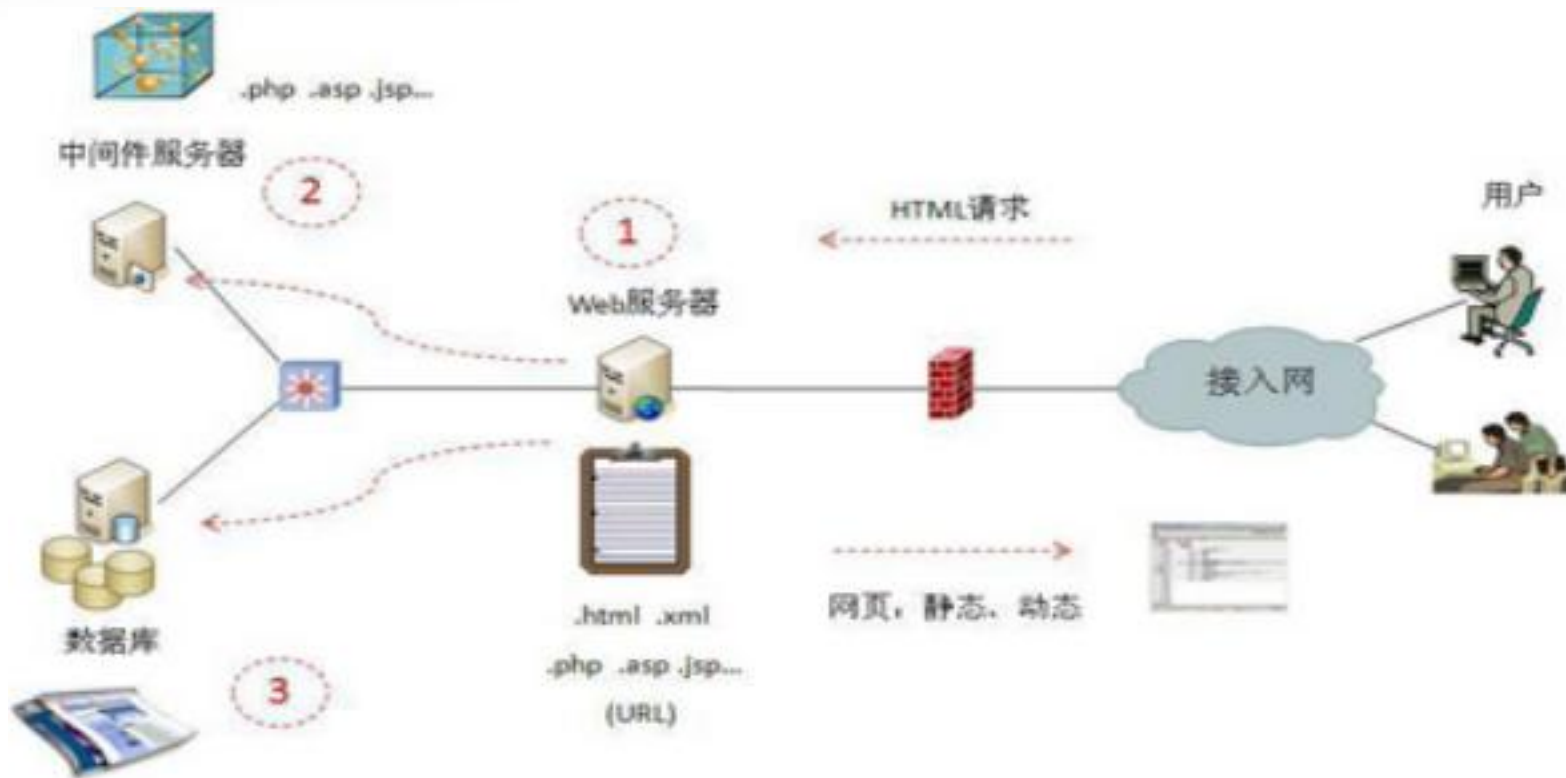 .php .asp .jsp...
中间件服务器
2
1
HTML请求
用户
Web服务器
接入网
数据库
.html .xml
.php .asp .jsp...
(URL)
网页，静态、动态
3